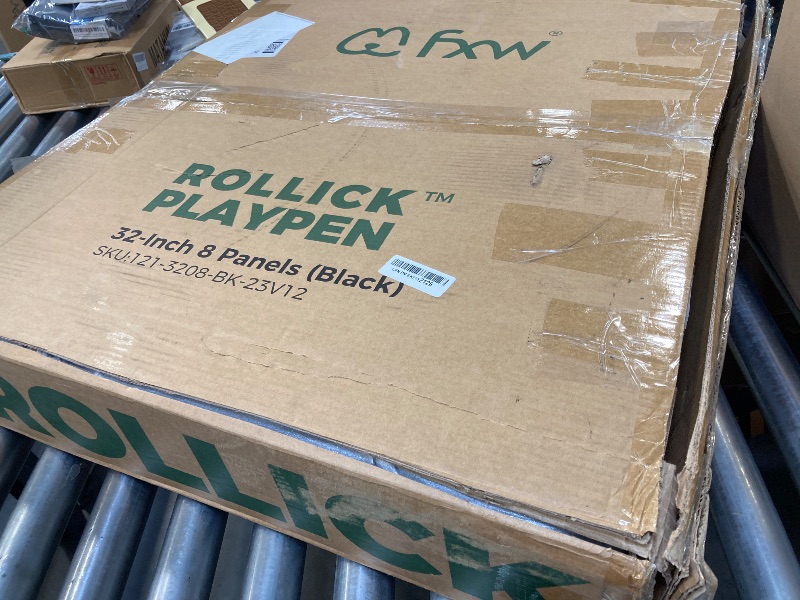 FXW®
ROLLICK™
PLAYPEN
32-Inch 8 Panels (Black)
SKU:121-3208-BK-23V12
ROLLICK